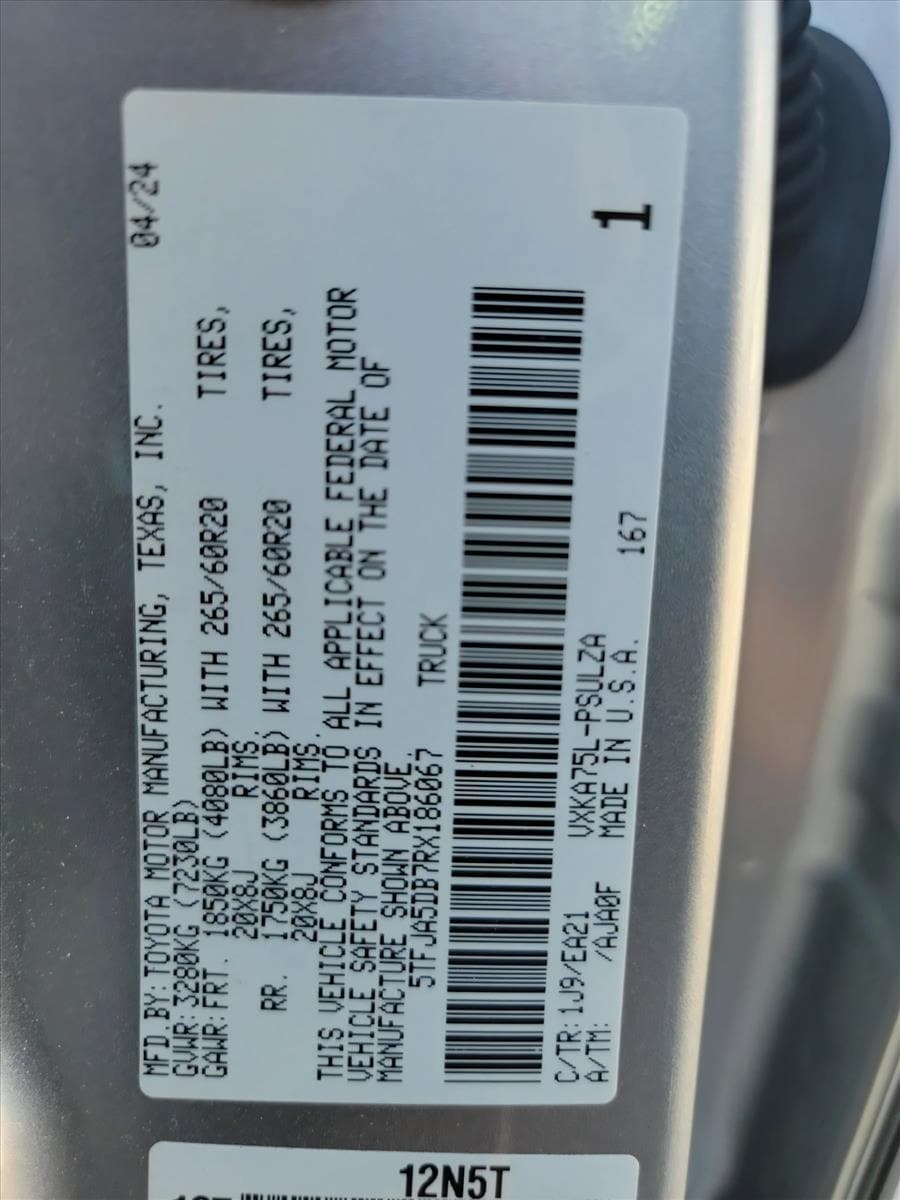 04/24
MFD.BY:TOYOTA MOTOR MANUFACTURING, TEXAS, INC.
GVWR:3280KG (7230LB)
GAWR:FRT. 1850KG (4080LB) WITH 265/60R20 TIRES,
20X8J RIMS.
RR. 1750KG (3860LB) WITH 265/60R20 TIRES,
20X8J RIMS.
THIS VEHICLE CONFORMS TO ALL APPLICABLE FEDERAL MOTOR
VEHICLE SAFETY STANDARDS IN EFFECT ON THE DATE OF
MANUFACTURE SHOWN ABOVE.
5TFJA5DB7RX186067 TRUCK
C/TR:1J9/EA21 VXKA75L-PSULZA
A/TM: /AJA0F MADE IN U.S.A. 167
1
12N5T